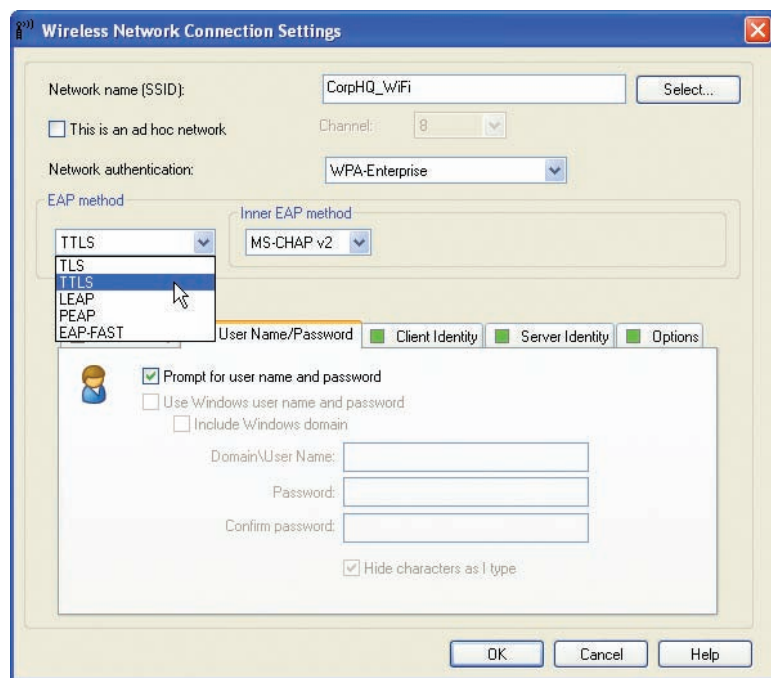 Wireless Network Connection Settings
Network name (SSID):
CorpHQ_WiFi
Select...
This is an ad hoc network
Channel:
8
Network authentication:
WPA-Enterprise
EAP method
Inner EAP method
TTLS
MS-CHAP v2
TLS
TTLS
LEAP
PEAP
EAP-FAST
User Name/Password
Client Identity
Server Identity
Options
Prompt for user name and password
Use Windows user name and password
Include Windows domain
Domain\User Name:
Password:
Confirm password:
Hide characters as I type
OK
Cancel
Help